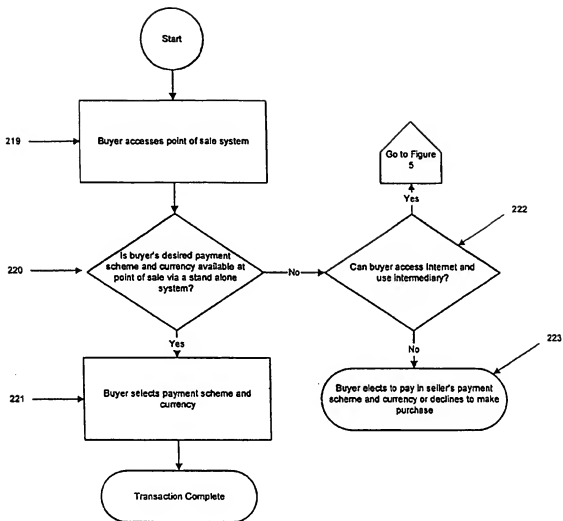 Start
219
Buyer accesses point of sale system
Go to Figure
5
Yes
222
220
Is buyer's desired payment
scheme and currency available at
point of sale via a stand alone
system?
No
Can buyer access Internet and
use intermediary?
Yes
No
223
221
Buyer selects payment scheme and
currency
Buyer elects to pay in seller's payment
scheme and currency or declines to make
purchase
Transaction Complete